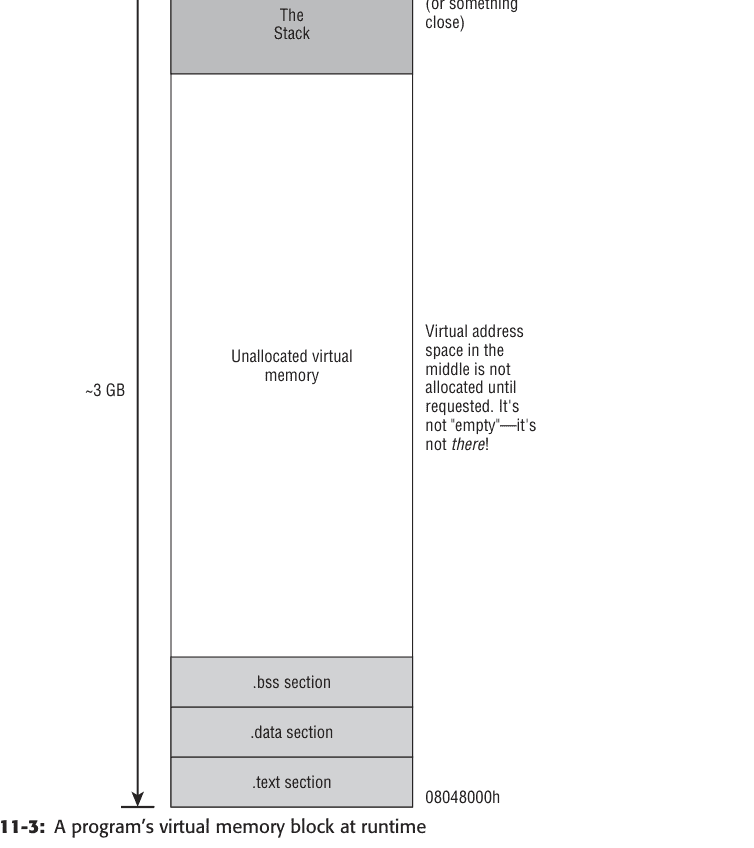 (or something
close)
The
Stack
Unallocated virtual
memory
~3 GB
Virtual address
space in the
middle is not
allocated until
requested. It's
not "empty"—it's
not there!
.bss section
.data section
.text section
08048000h
11-3: A program’s virtual memory block at runtime